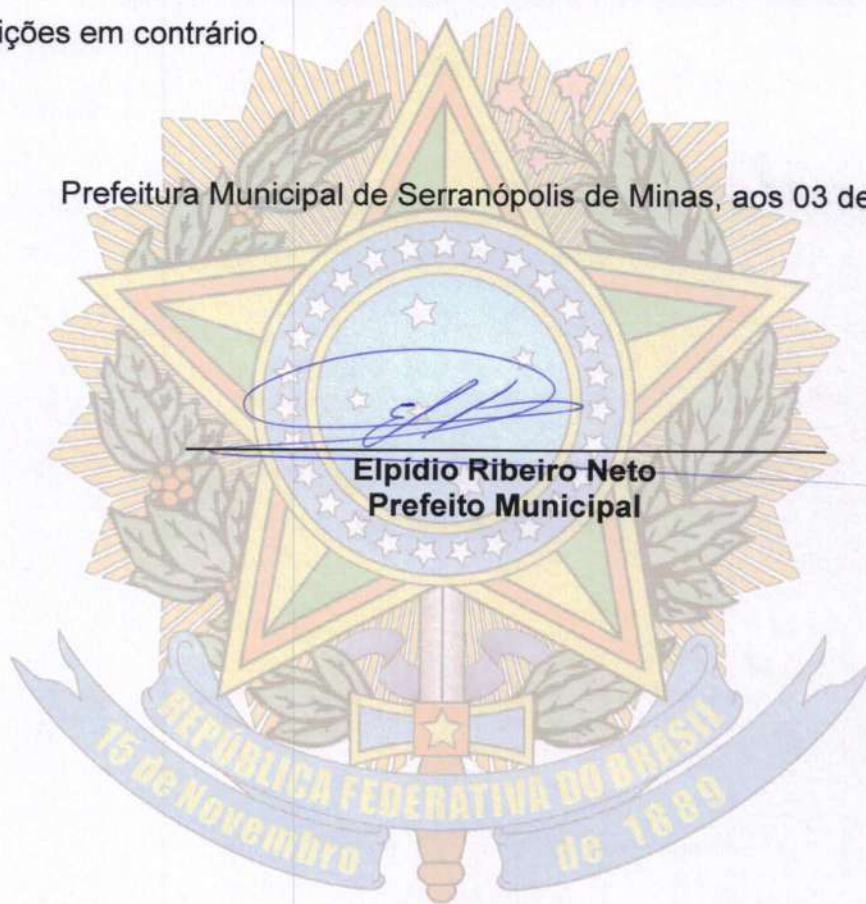 ições em contrário.
Prefeitura Municipal de Serranópolis de Minas, aos 03 de
Elpídio Ribeiro Neto
Prefeito Municipal
REPÚBLICA FEDERATIVA DO BRASIL
15 de Novembro de 1889